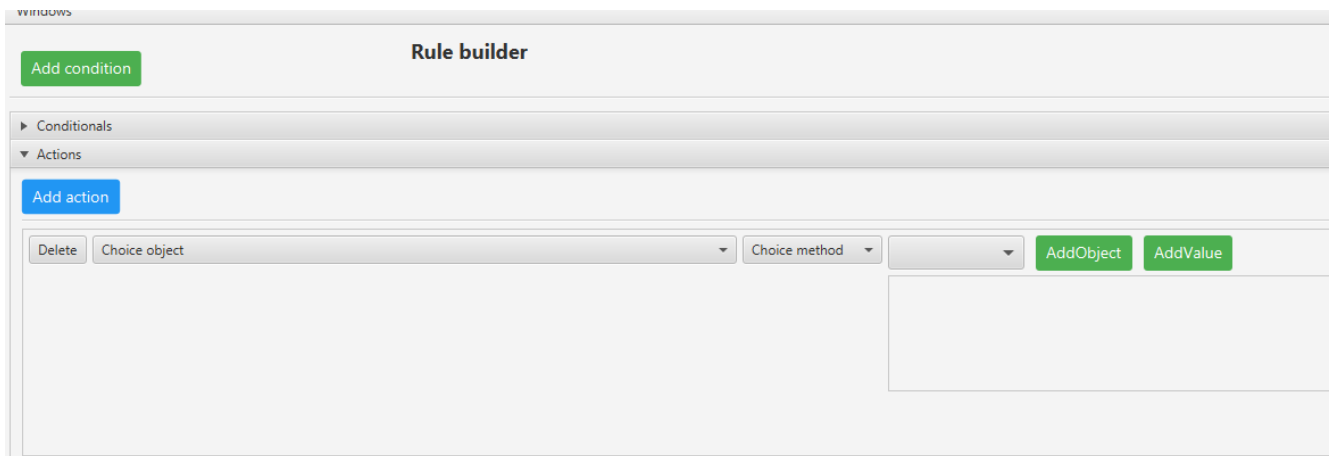 Windows
Rule builder
Add condition
Conditionals
Actions
Add action
Delete Choice object Choice method AddObject AddValue